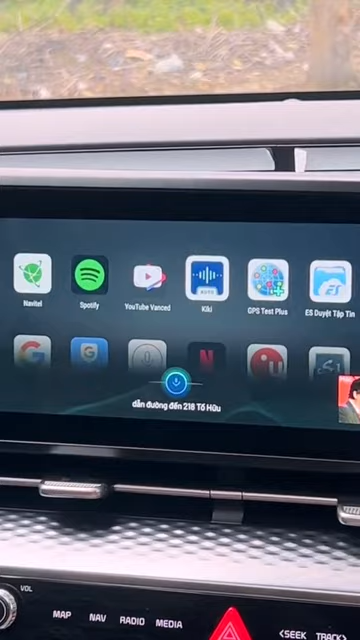 Navitel
Spotify
YouTube Vanced
AUTO
Kiki
GPS Test Plus
ES Duyệt Tập Tin
dẫn đường đến 218 Tố Hữu
VOL
MAP
NAV
RADIO
MEDIA
<SEEK
TRACK>